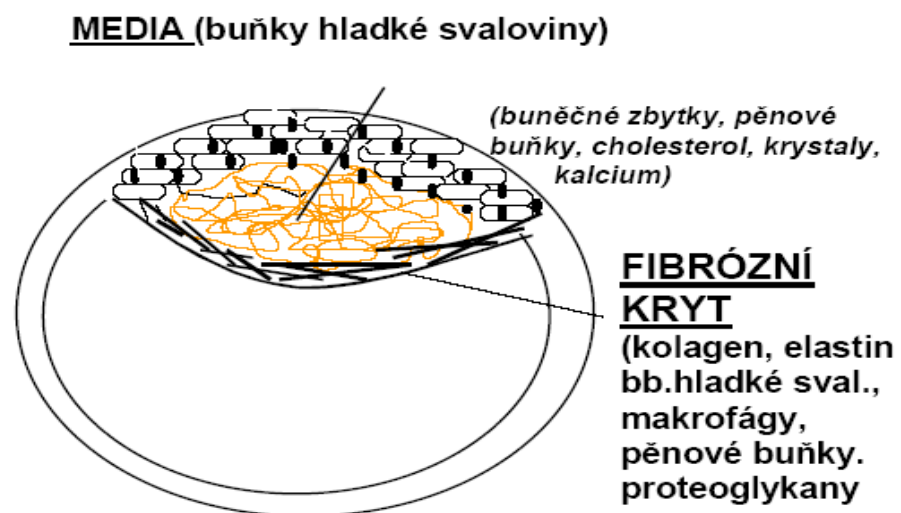 MEDIA (buňky hladké svaloviny)
(buněčné zbytky, pěnové
buňky, cholesterol, krystaly,
kalcium)
FIBRÓZNÍ
KRYT
(kolagen, elastin
bb.hladké sval.,
makrofágy,
pěnové buňky.
proteoglykany